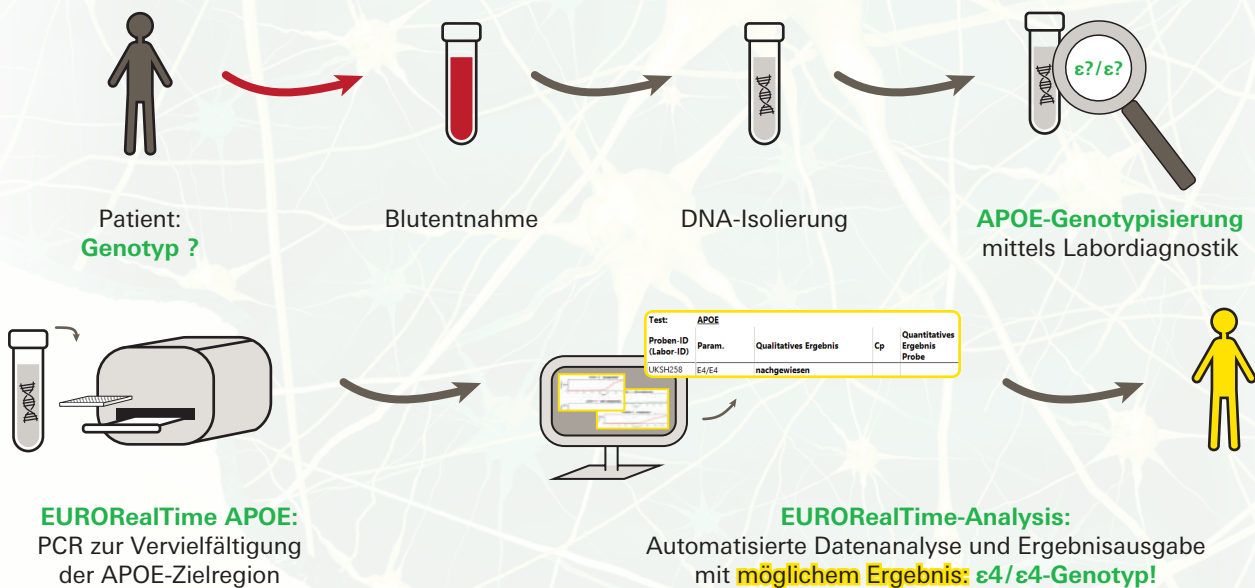 ε?/ε?
Patient:
Genotyp ?
Blutentnahme
DNA-Isolierung
APOE-Genotypisierung
mittels Labordiagnostik
Test: APOE
Proben-ID (Labor-ID) Param. Qualitatives Ergebnis Cp Quantitatives Ergebnis Probe
UKSH258 E4/E4 nachgewiesen
EURORealTime APOE:
PCR zur Vervielfältigung
der APOE-Zielregion
EURORealTime-Analysis:
Automatisierte Datenanalyse und Ergebnisausgabe
mit möglichem Ergebnis: ε4/ε4-Genotyp!